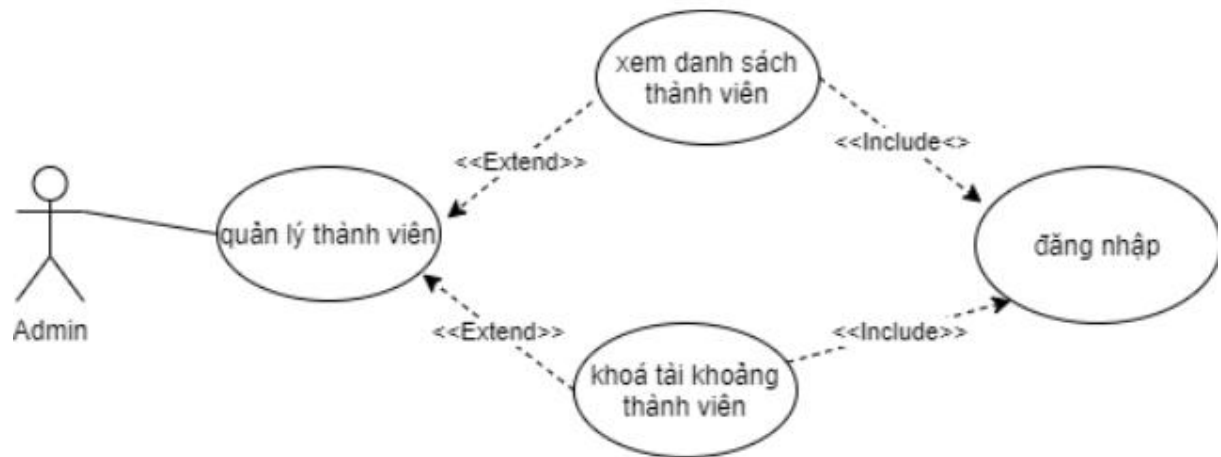 xem danh sách
thành viên
<<Extend>>
<<Include<>
quản lý thành viên
đăng nhập
Admin
<<Extend>>
<<Include>>
khoá tài khoảng
thành viên